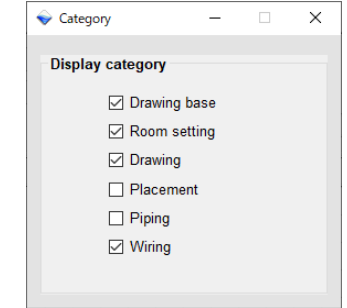 Category
Display category
Drawing base
Room setting
Drawing
Placement
Piping
Wiring